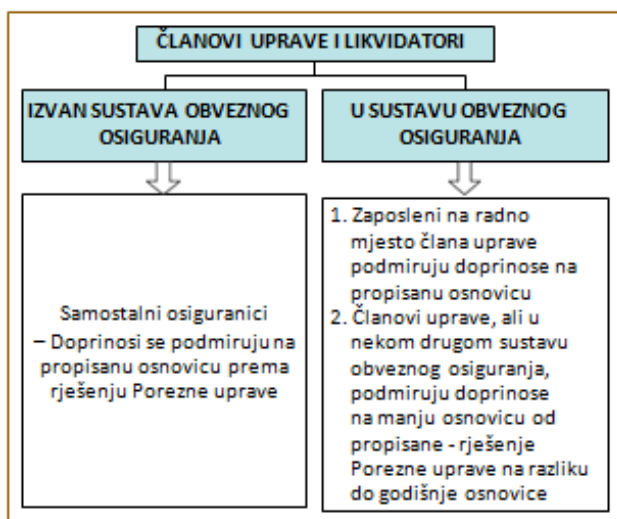 ČLANOVI UPRAVE I LIKVIDATORI
IZVAN SUSTAVA OBVEZNOG
OSIGURANJA
U SUSTAVU OBVEZNOG
OSIGURANJA
Samostalni osiguranici
– Doprinosi se podmiruju na
propisanu osnovicu prema
rješenju Porezne uprave
1. Zaposleni na radno
mjesto člana uprave
podmiruju doprinose na
propisanu osnovicu
2. Članovi uprave, ali u
nekom drugom sustavu
obveznog osiguranja,
podmiruju doprinose
na manju osnovicu od
propisane - rješenje
Porezne uprave na razliku
do godišnje osnovice